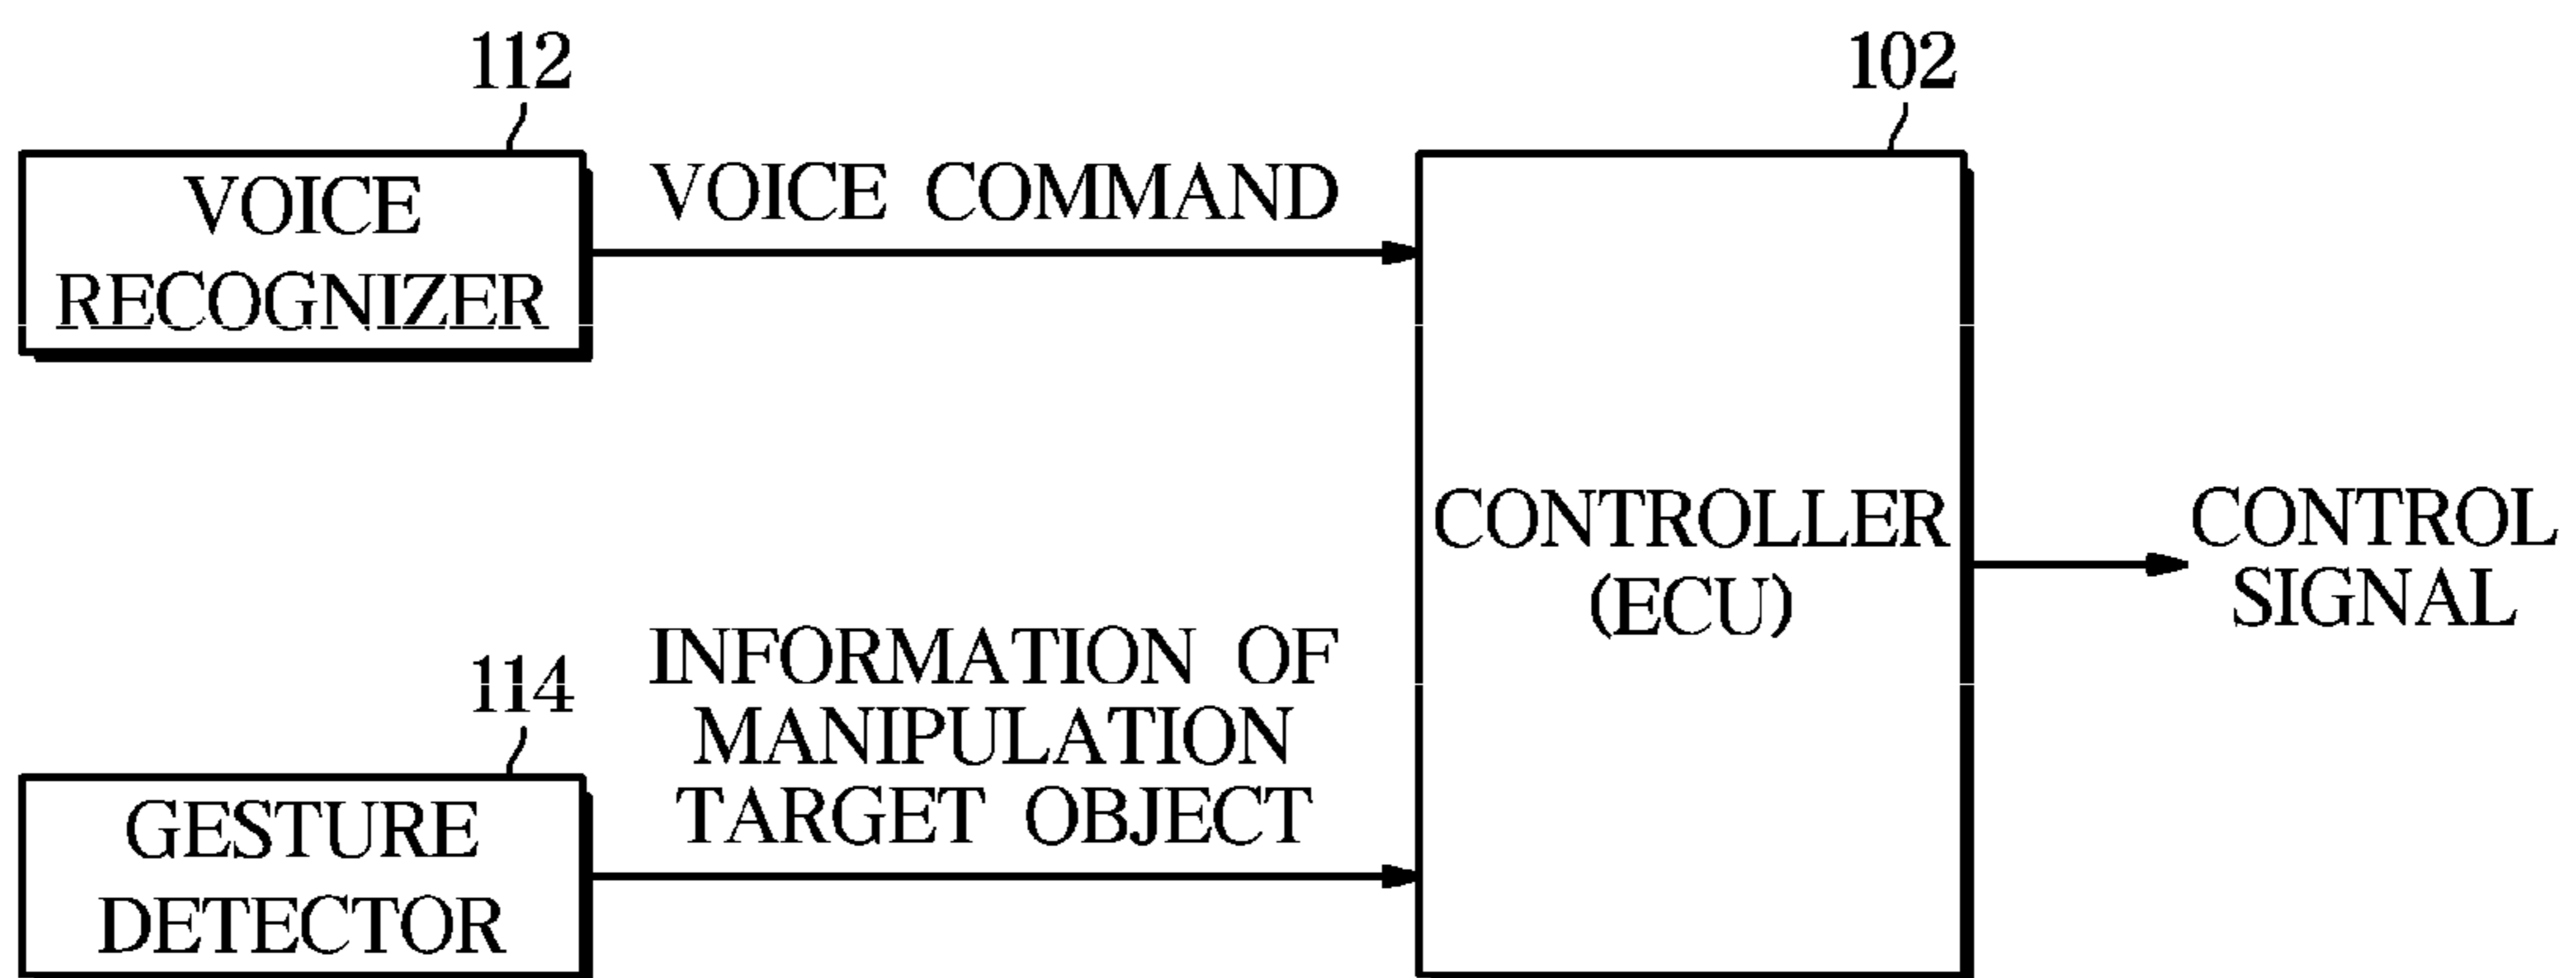 112
102
VOICE
RECOGNIZER
VOICE COMMAND
CONTROLLER
(ECU)
CONTROL
SIGNAL
114
INFORMATION OF
MANIPULATION
TARGET OBJECT
GESTURE
DETECTOR